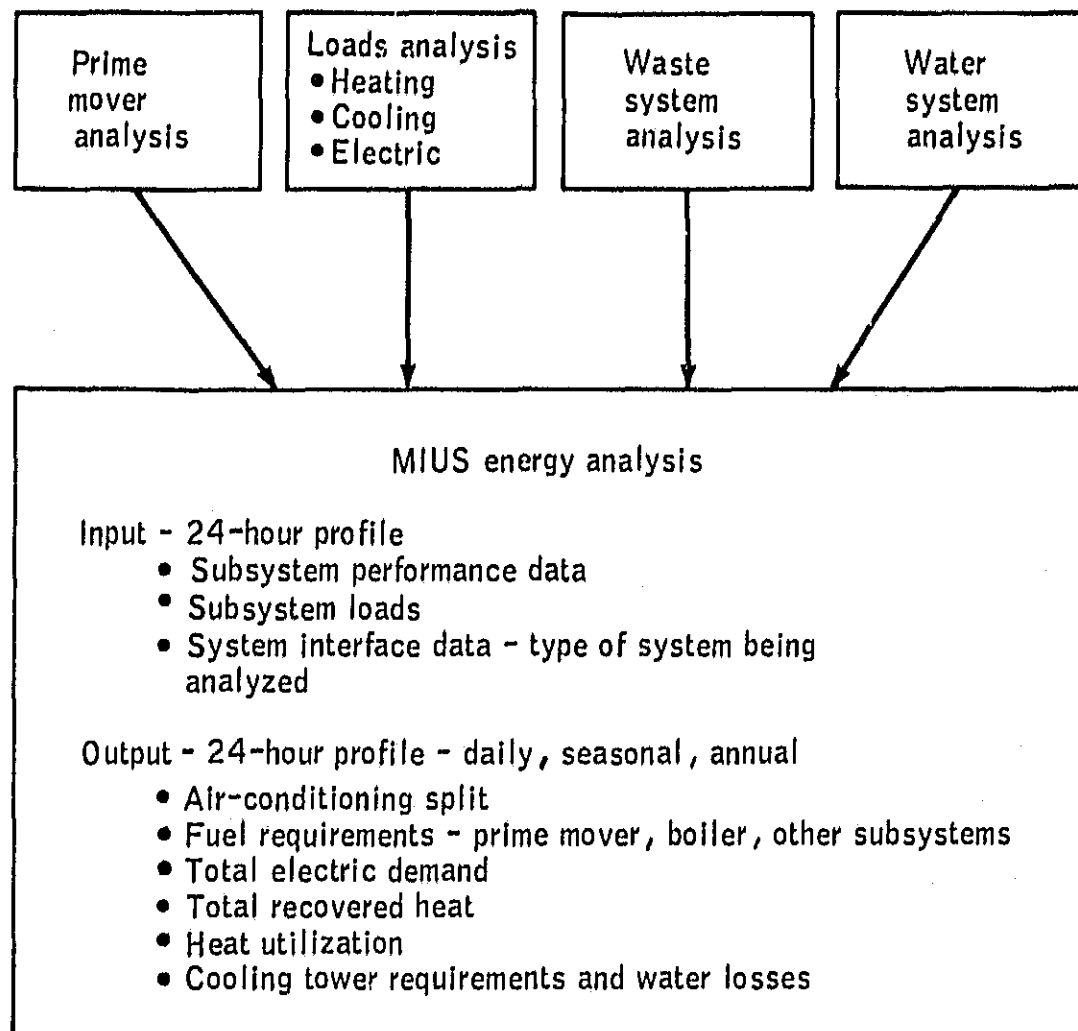 Prime
mover
analysis
Loads analysis
• Heating
• Cooling
• Electric
Waste
system
analysis
Water
system
analysis
MIUS energy analysis
Input - 24-hour profile
• Subsystem performance data
• Subsystem loads
• System interface data - type of system being
analyzed
Output - 24-hour profile - daily, seasonal, annual
• Air-conditioning split
• Fuel requirements - prime mover, boiler, other subsystems
• Total electric demand
• Total recovered heat
• Heat utilization
• Cooling tower requirements and water losses